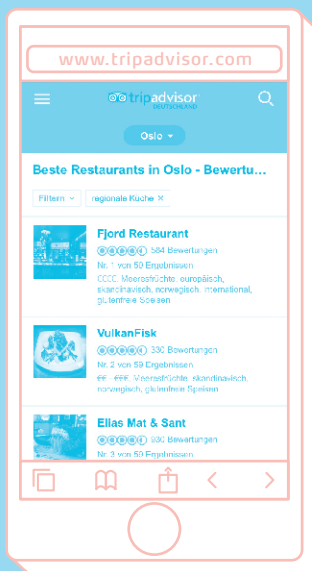 www.tripadvisor.com
tripadvisor
DEUTSCHLAND
Oslo
Beste Restaurants in Oslo - Bewertu...
Filtern
regionale Küche ×
Fjord Restaurant
584 Bewertungen
Nr. 1 von 59 Ergebnissen
€€€€, Meeresfrüchte, europäisch,
skandinavisch, norwegisch, international,
glutenfreie Speisen
VulkanFisk
330 Bewertungen
Nr. 2 von 59 Ergebnissen
€€ - €€€, Meeresfrüchte, skandinavisch,
norwegisch, glutenfreie Speisen
Elias Mat & Sant
930 Bewertungen
Nr. 3 von 59 Ergebnissen